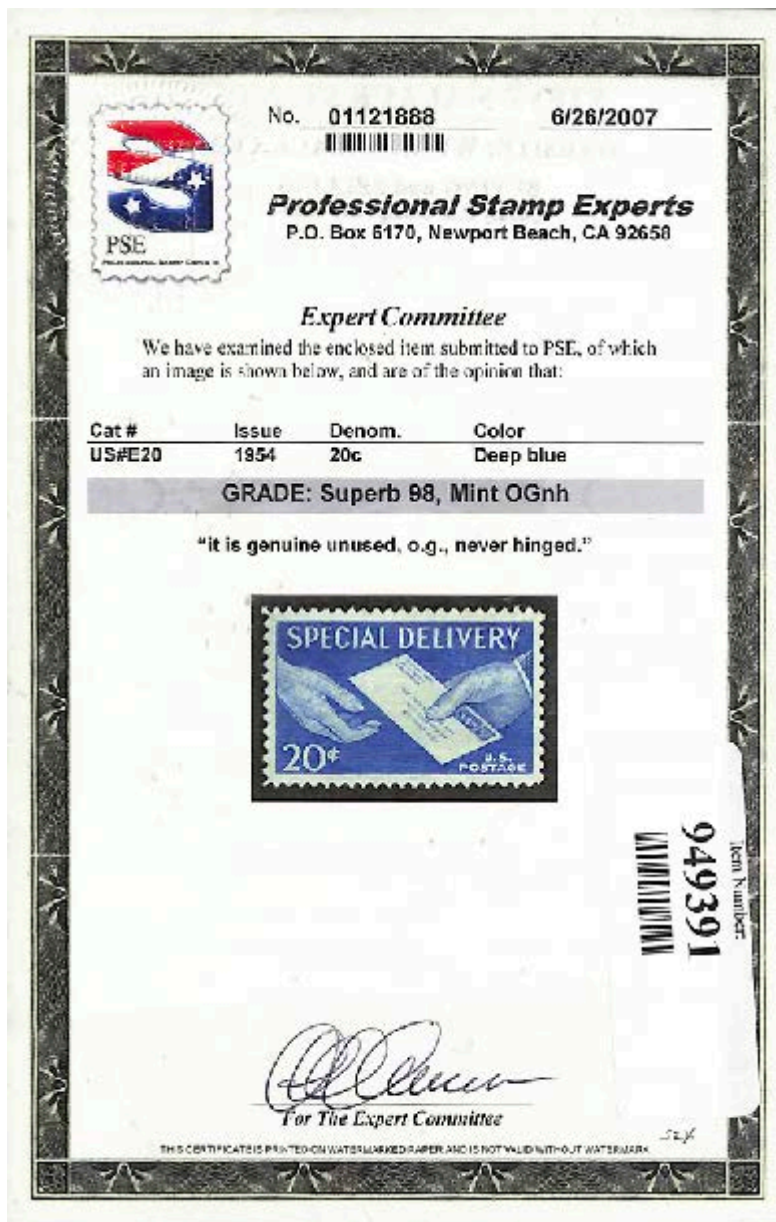 No. 01121888 6/26/2007
PSE
Professional Stamp Experts
P.O. Box 6170, Newport Beach, CA 92658
Expert Committee
We have examined the enclosed item submitted to PSE, of which
an image is shown below, and are of the opinion that:
Cat # Issue Denom. Color
US#E20 1954 20c Deep blue
GRADE: Superb 98, Mint OGnh
“it is genuine unused, o.g., never hinged.”
SPECIAL DELIVERY
20¢
U.S.
POSTAGE
Item Number:
949391
For The Expert Committee
THIS CERTIFICATE IS PRINTED ON WATERMARKED PAPER AND IS NOT VALID WITHOUT WATERMARK